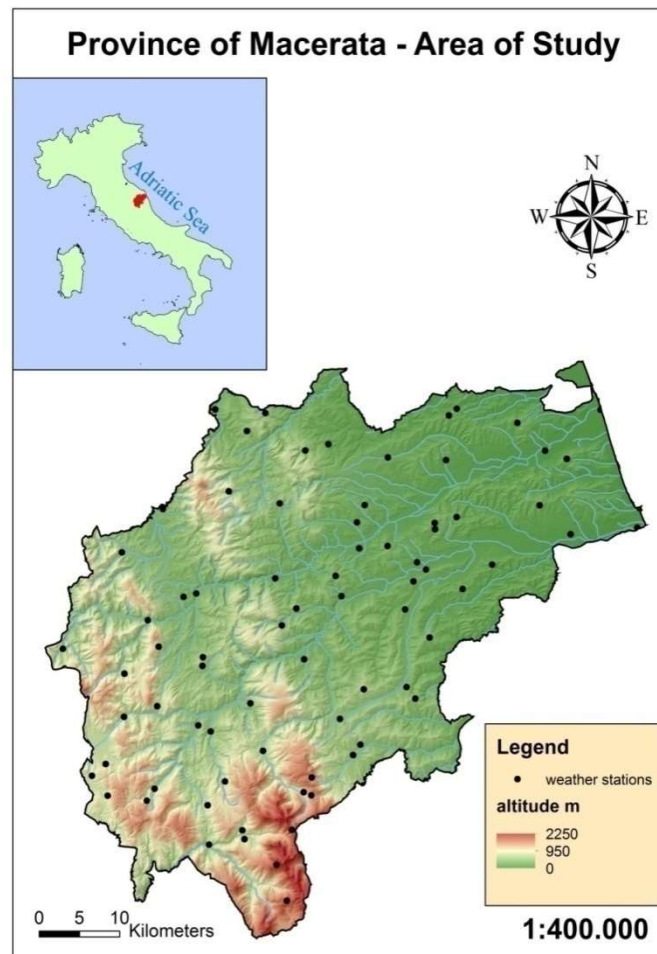 Province of Macerata - Area of Study
Adriatic Sea
N
W E
S
Legend
weather stations
altitude m
2250
950
0
0 5 10
Kilometers
1:400.000